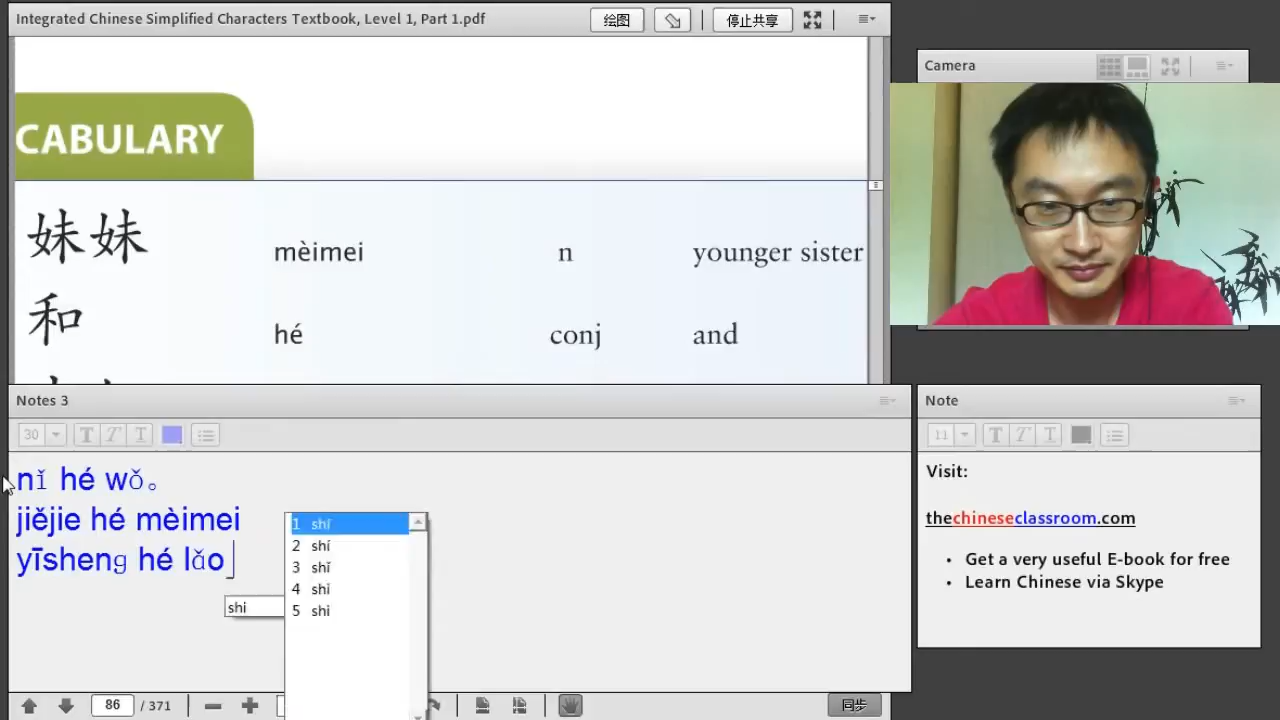 Integrated Chinese Simplified Characters Textbook, Level 1, Part 1.pdf
绘图
停止共享
CABULARY
妹妹 mèimei n younger sister
和 hé conj and
Camera
Notes 3
30
nǐ hé wǒ。
jiějie hé mèimei
yīsheng hé lǎo
shi
1 shī
2 shí
3 shǐ
4 shì
5 shi
86 / 371
同步
Note
11
Visit:
thechineseclassroom.com
• Get a very useful E-book for free
• Learn Chinese via Skype